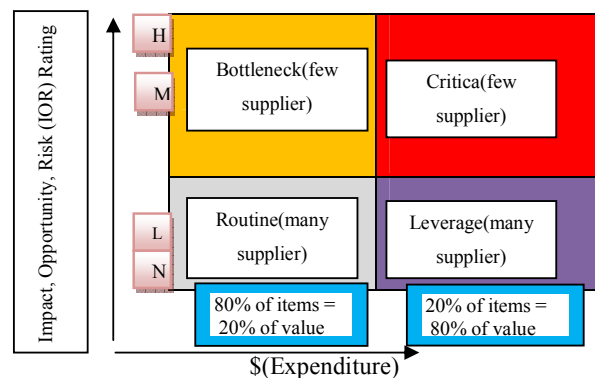 Impact, Opportunity, Risk (IOR) Rating
H
M
L
N
Bottleneck(few
supplier)
Critica(few
supplier)
Routine(many
supplier)
Leverage(many
supplier)
80% of items =
20% of value
20% of items =
80% of value
$(Expenditure)